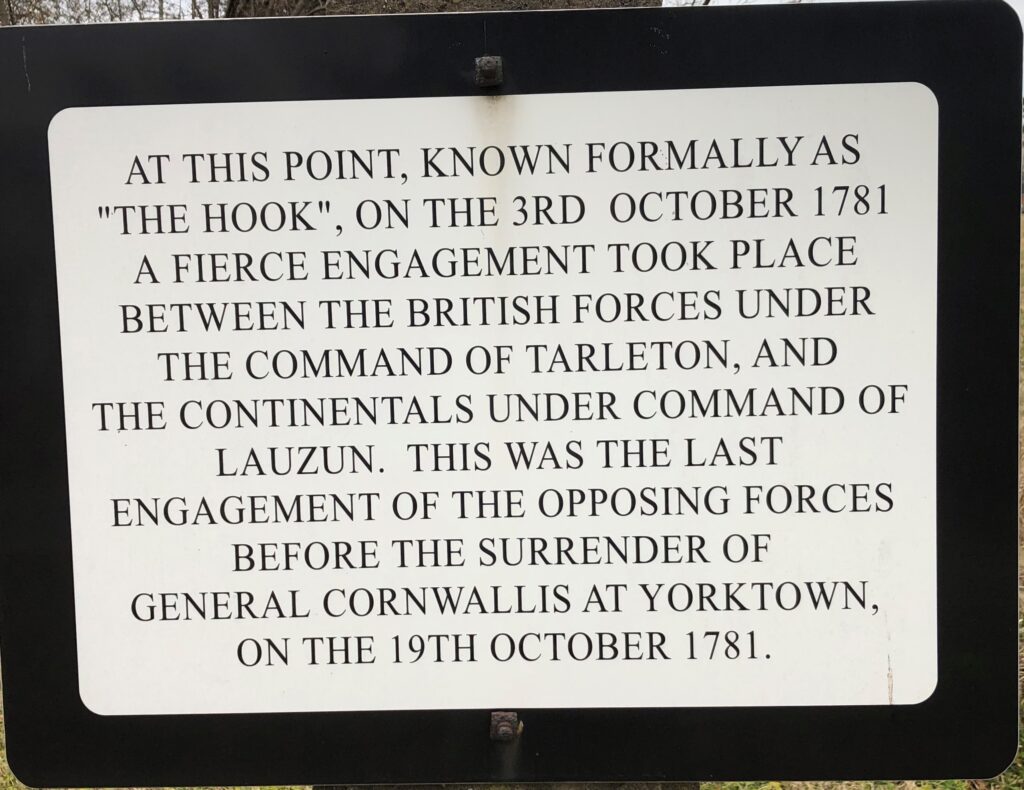 AT THIS POINT, KNOWN FORMALLY AS
"THE HOOK", ON THE 3RD OCTOBER 1781
A FIERCE ENGAGEMENT TOOK PLACE
BETWEEN THE BRITISH FORCES UNDER
THE COMMAND OF TARLETON, AND
THE CONTINENTALS UNDER COMMAND OF
LAUZUN. THIS WAS THE LAST
ENGAGEMENT OF THE OPPOSING FORCES
BEFORE THE SURRENDER OF
GENERAL CORNWALLIS AT YORKTOWN,
ON THE 19TH OCTOBER 1781.